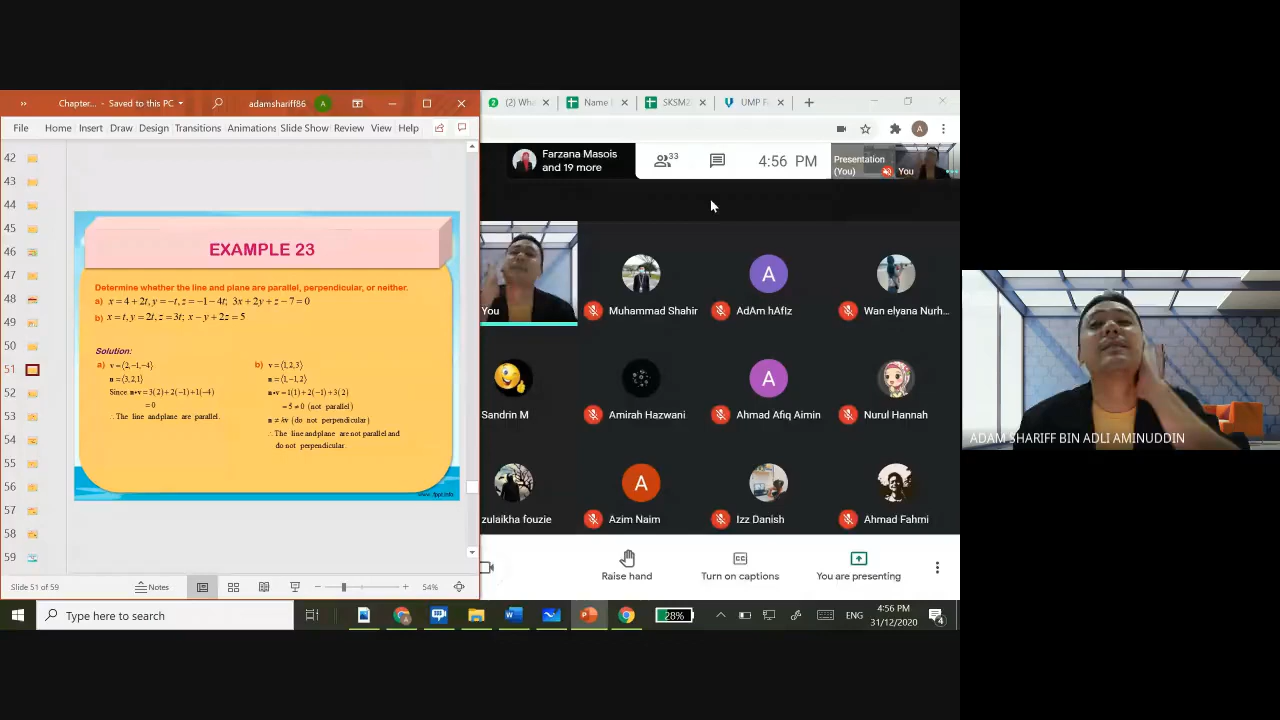 Chapter... - Saved to this PC
adamshariff86
A
File Home Insert Draw Design Transitions Animations Slide Show Review View Help
42
43
44
45
46
47
48
49
50
51
52
53
54
55
56
57
58
59
EXAMPLE 23
Determine whether the line and plane are parallel, perpendicular, or neither.
a) x = 4 + 2t, y = −t, z = −1 − 4t; 3x + 2y + z − 7 = 0
b) x = t, y = 2t, z = 3t; x − y + 2z = 5
Solution:
a) v = ⟨2, −1, −4⟩
n = ⟨3, 2, 1⟩
Since n•v = 3(2) + 2(−1) + 1(−4)
= 0
∴ The line andplane are parallel.
b) v = ⟨1, 2, 3⟩
n = ⟨1, −1, 2⟩
n•v = 1(1) + 2(−1) + 3(2)
= 5 ≠ 0 (not parallel)
n ≠ kv (do not perpendicular)
∴ The line andplane are not parallel and
do not perpendicular.
Slide 51 of 59
Notes
54%
(2) Wha
Name
SKSM2
UMP F
A
Farzana Masois
and 19 more
33
4:56 PM
Presentation
(You)
You
You
Muhammad Shahir
A
AdAm hAfIz
Wan elyana Nurh...
Sandrin M
Amirah Hazwani
A
Ahmad Afiq Aimin
Nurul Hannah
zulaikha fouzie
A
Azim Naim
Izz Danish
Ahmad Fahmi
Raise hand
CC
Turn on captions
You are presenting
Type here to search
28%
ENG
4:56 PM
31/12/2020
4
ADAM SHARIFF BIN ADLI AMINUDDIN